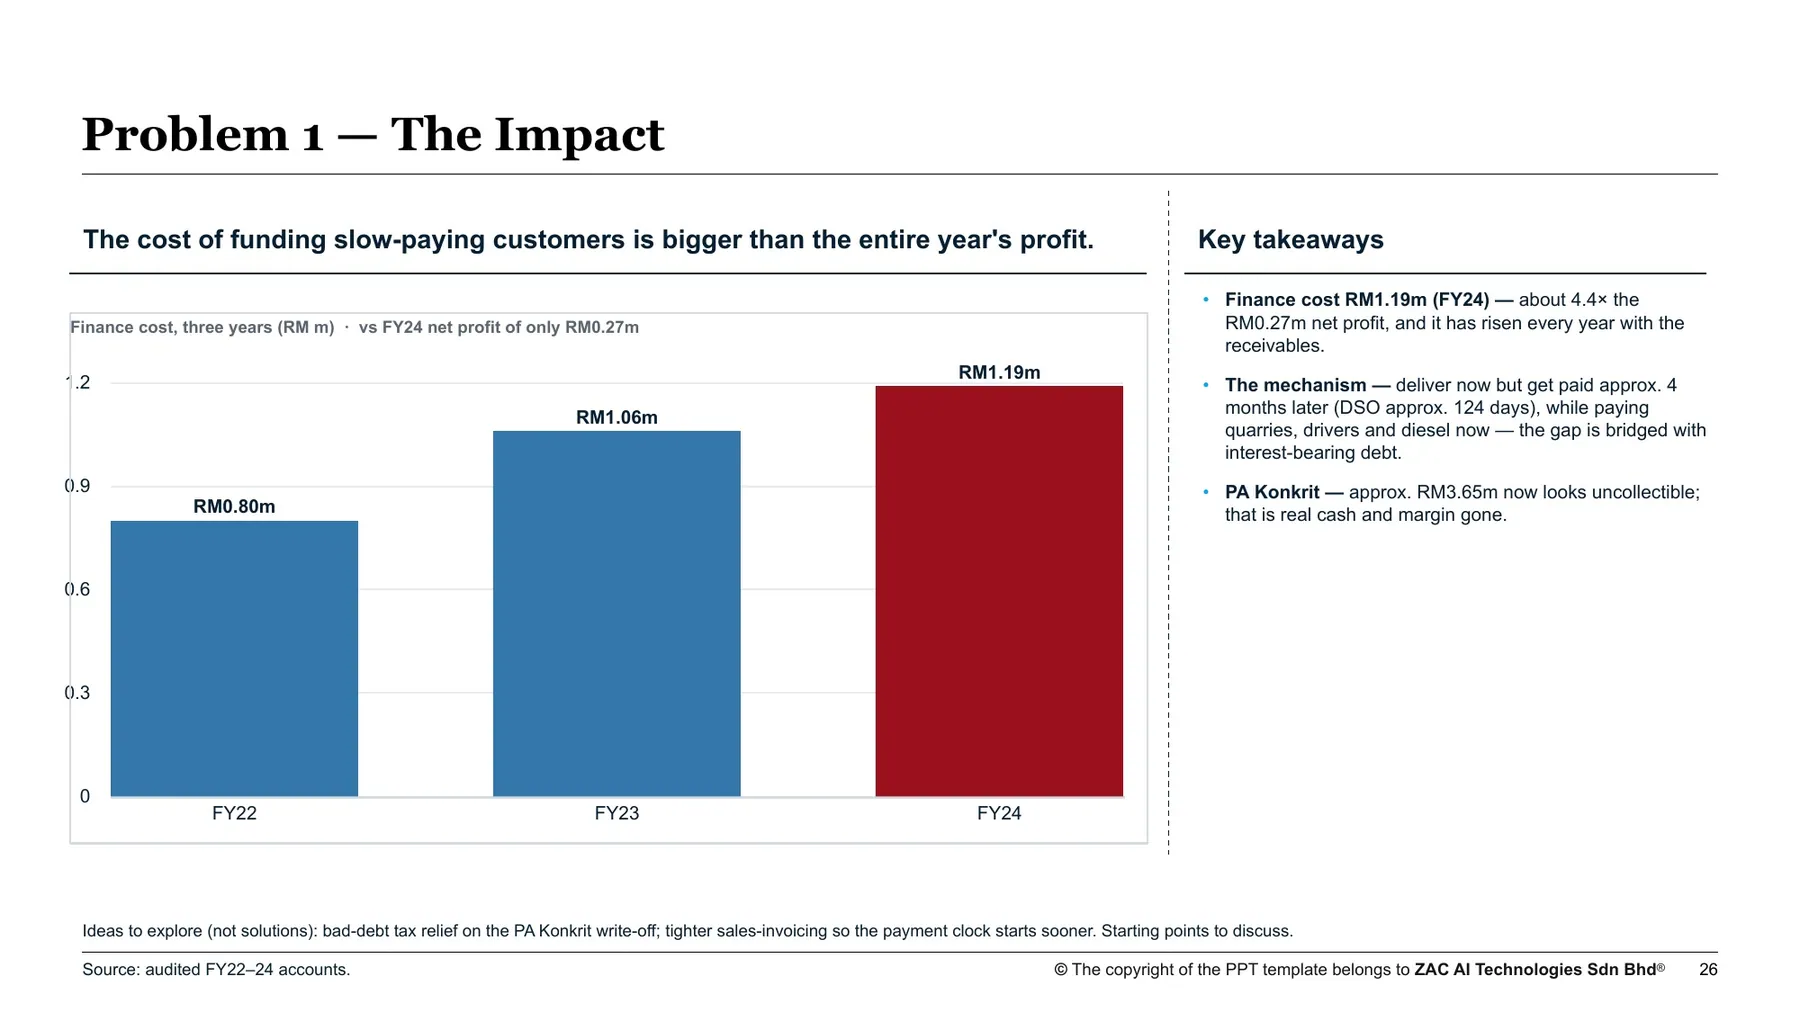 Problem 1 — The Impact
The cost of funding slow-paying customers is bigger than the entire year's profit.
Finance cost, three years (RM m) · vs FY24 net profit of only RM0.27m
1.2
0.9
0.6
0.3
0
RM0.80m
RM1.06m
RM1.19m
FY22
FY23
FY24
Key takeaways
• Finance cost RM1.19m (FY24) — about 4.4× the
RM0.27m net profit, and it has risen every year with the
receivables.
• The mechanism — deliver now but get paid approx. 4
months later (DSO approx. 124 days), while paying
quarries, drivers and diesel now — the gap is bridged with
interest-bearing debt.
• PA Konkrit — approx. RM3.65m now looks uncollectible;
that is real cash and margin gone.
Ideas to explore (not solutions): bad-debt tax relief on the PA Konkrit write-off; tighter sales-invoicing so the payment clock starts sooner. Starting points to discuss.
Source: audited FY22–24 accounts.
© The copyright of the PPT template belongs to ZAC AI Technologies Sdn Bhd® 26